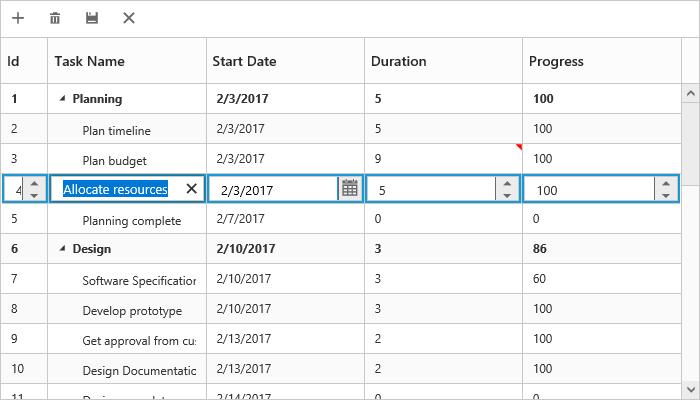 Id Task Name Start Date Duration Progress
1 Planning 2/3/2017 5 100
2 Plan timeline 2/3/2017 5 100
3 Plan budget 2/3/2017 9 100
4 Allocate resources 2/3/2017 5 100
5 Planning complete 2/7/2017 0 0
6 Design 2/10/2017 3 86
7 Software Specification 2/10/2017 3 60
8 Develop prototype 2/10/2017 3 100
9 Get approval from cus 2/13/2017 2 100
10 Design Documentatio 2/13/2017 2 100
11 2/14/2017 0 0